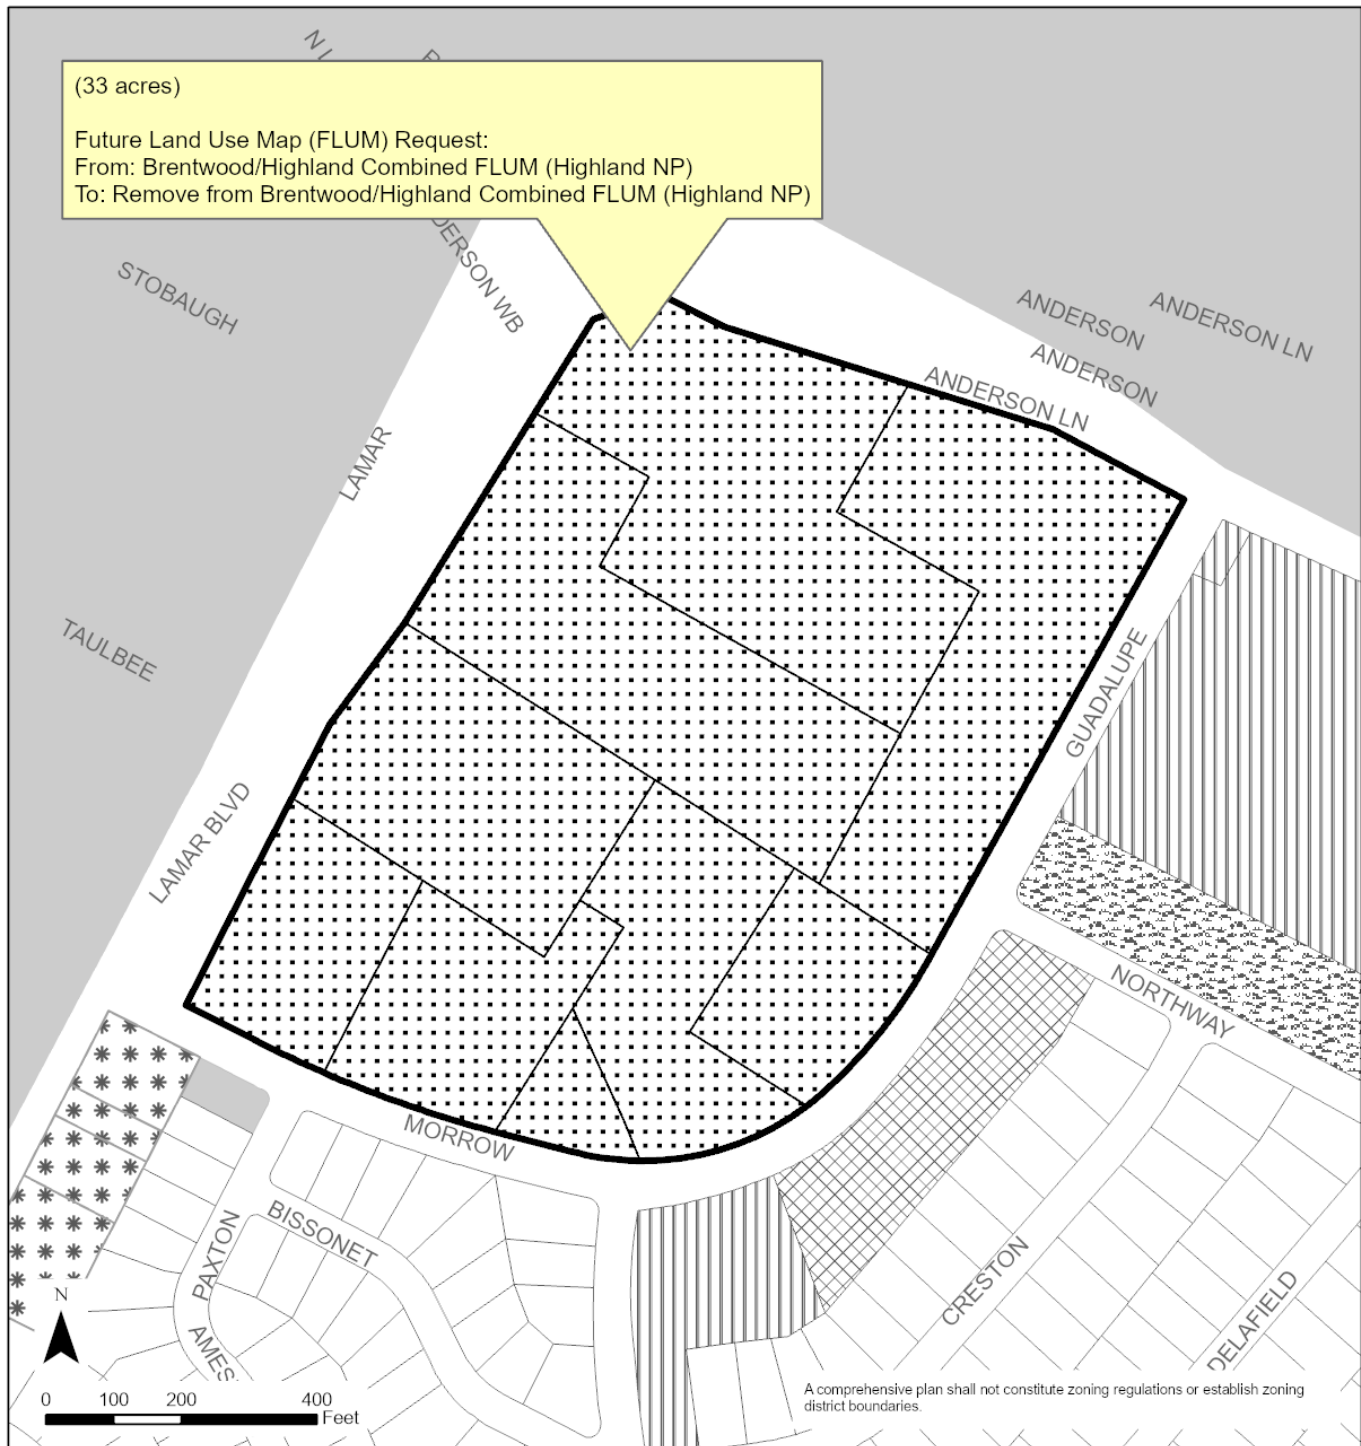 N L
(33 acres)
Future Land Use Map (FLUM) Request:
From: Brentwood/Highland Combined FLUM (Highland NP)
To: Remove from Brentwood/Highland Combined FLUM (Highland NP)
DERSON WB
STOBAUGH
ANDERSON
ANDERSON LN
ANDERSON
ANDERSON LN
LAMAR
TAULBEE
GUADALUPE
LAMAR BLVD
NORTHWAY
MORROW
BISSONET
PAXTON
CRESTON
DELAFIELD
AMES
N
0 100 200 400
Feet
A comprehensive plan shall not constitute zoning regulations or establish zoning
district boundaries.